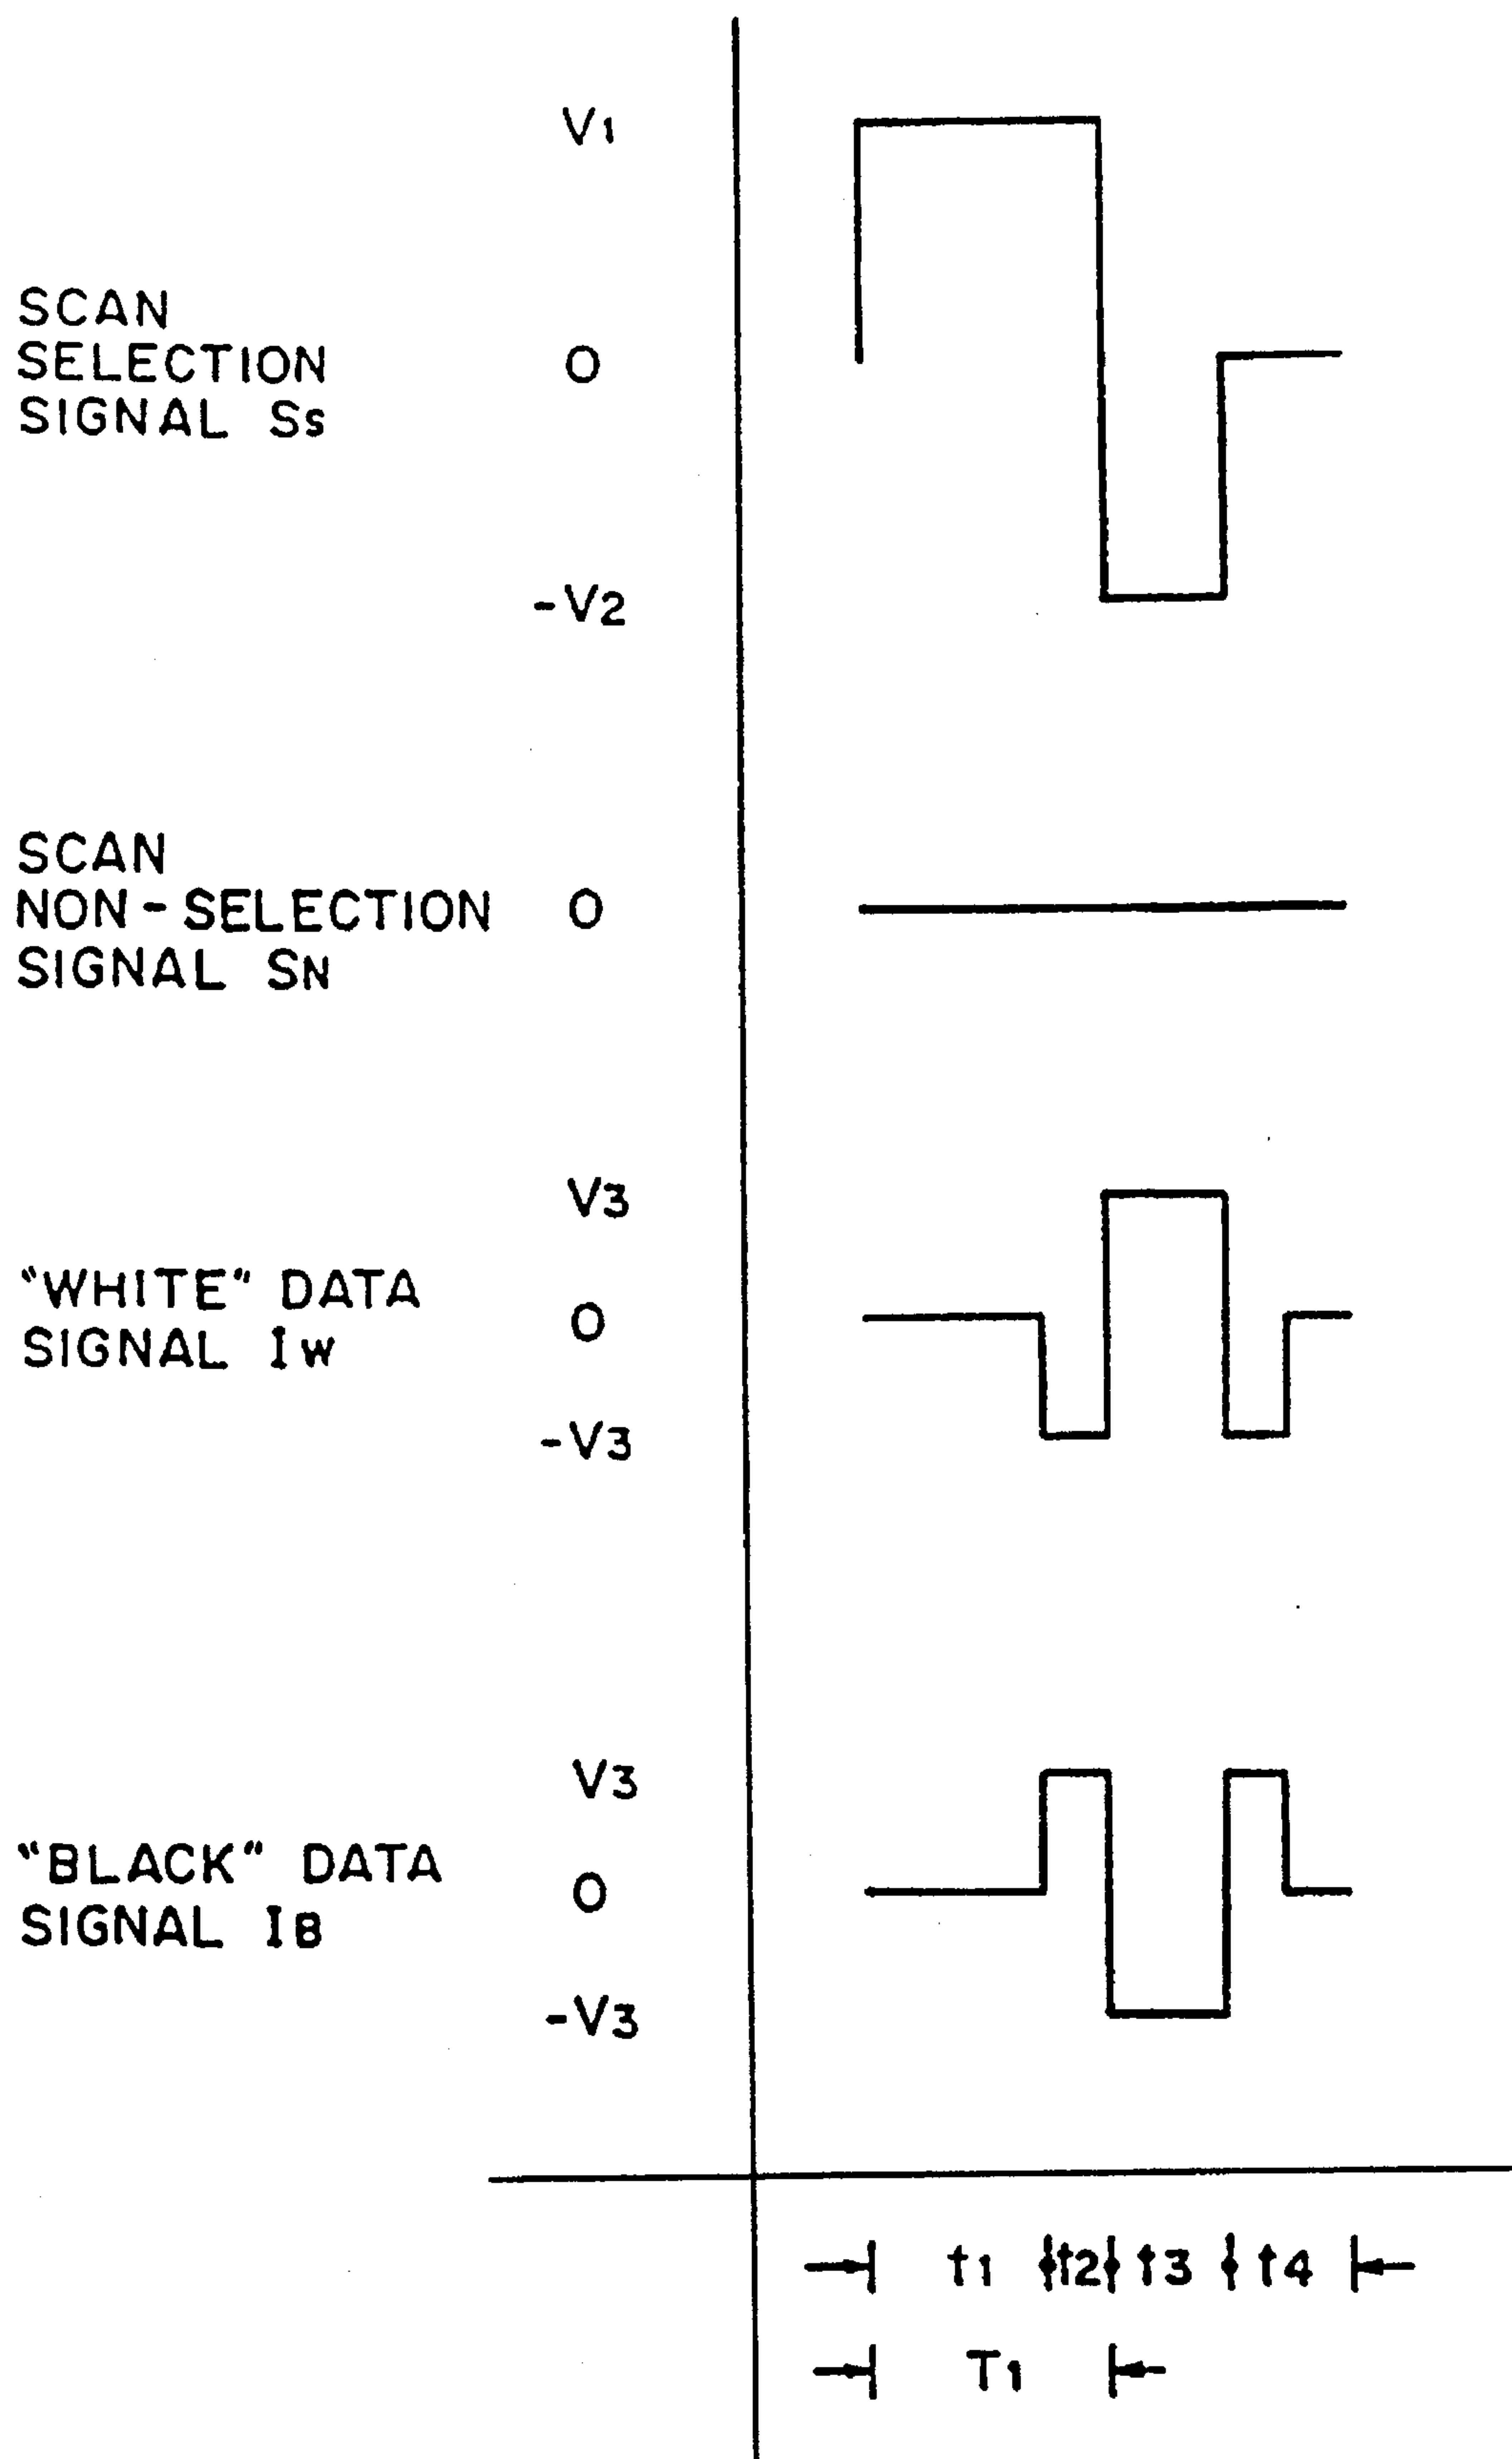 V1
SCAN
SELECTION
SIGNAL Ss
0
-V2
SCAN
NON-SELECTION
SIGNAL SN
0
V3
"WHITE" DATA
SIGNAL Iw
0
-V3
V3
"BLACK" DATA
SIGNAL IB
0
-V3
t1 t2 t3 t4
T1